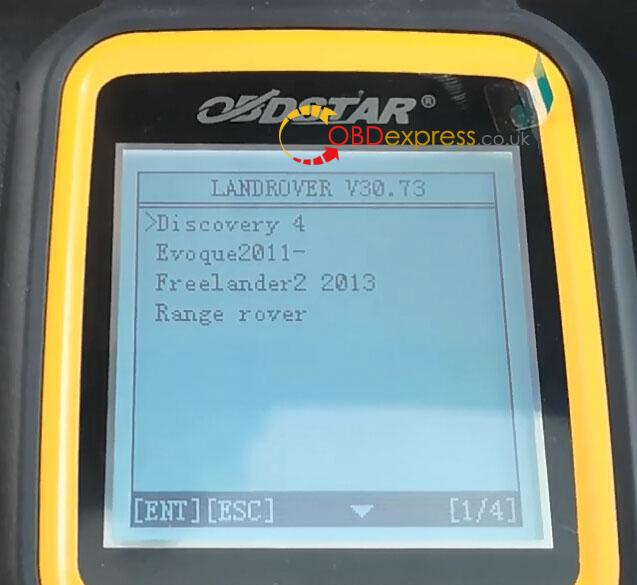 OBDSTAR®
OBDexpress.co.uk
LANDROVER V30.73
>Discovery 4
Evoque2011-
Freelander2 2013
Range rover
[ENT][ESC] [1/4]